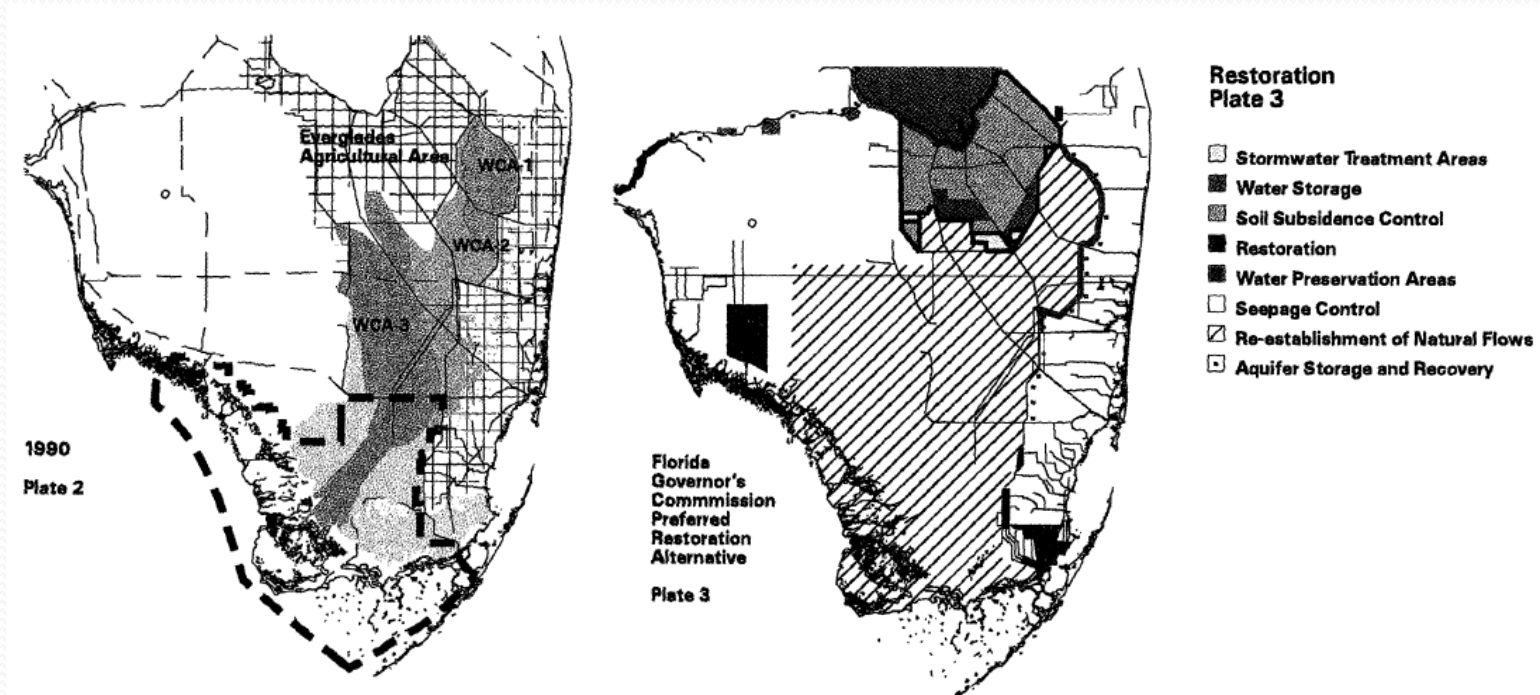 Everglades
Agricultural Area
WCA-1
WCA-2
WCA-3
1990
Plate 2
Florida
Governor's
Commmission
Preferred
Restoration
Alternative
Plate 3
Restoration
Plate 3
Stormwater Treatment Areas
Water Storage
Soil Subsidence Control
Restoration
Water Preservation Areas
Seepage Control
Re-establishment of Natural Flows
Aquifer Storage and Recovery